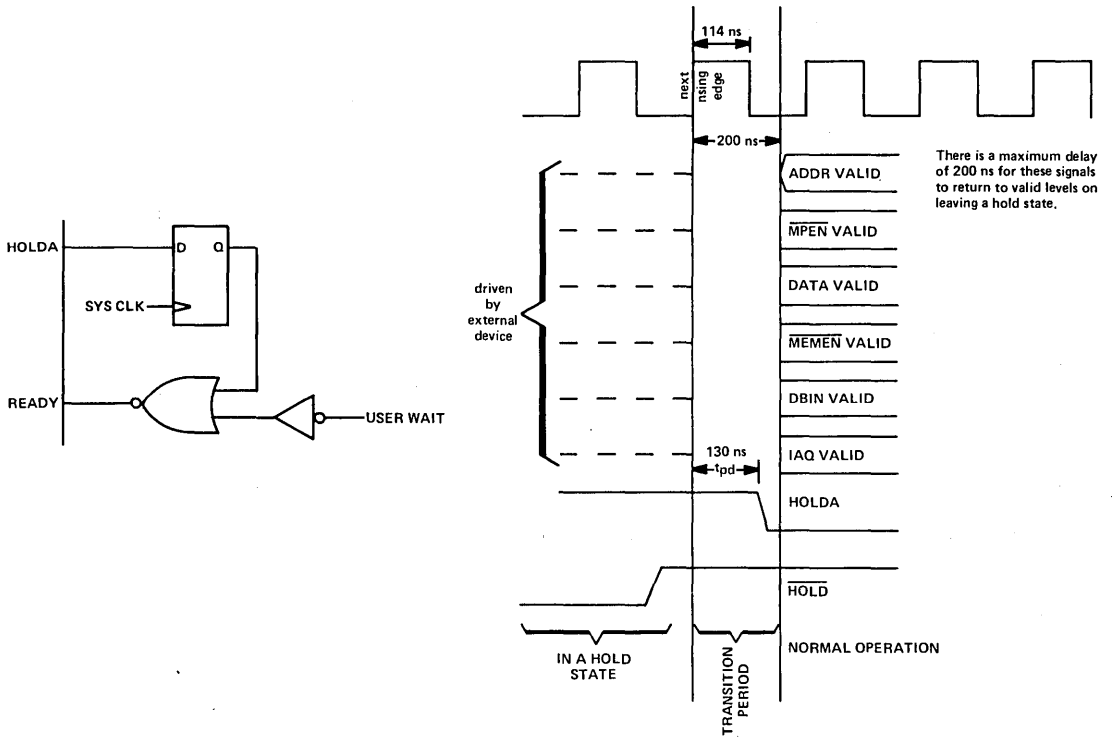 HOLDA
D Q
SYS CLK
READY
USER WAIT
114 ns
next
rising edge
200 ns
There is a maximum delay
of 200 ns for these signals
to return to valid levels on
leaving a hold state.
driven
by
external
device
ADDR VALID
MPEN VALID
DATA VALID
MEMEN VALID
DBIN VALID
IAQ VALID
130 ns
tpd
HOLDA
HOLD
IN A HOLD
STATE
TRANSITION
PERIOD
NORMAL OPERATION